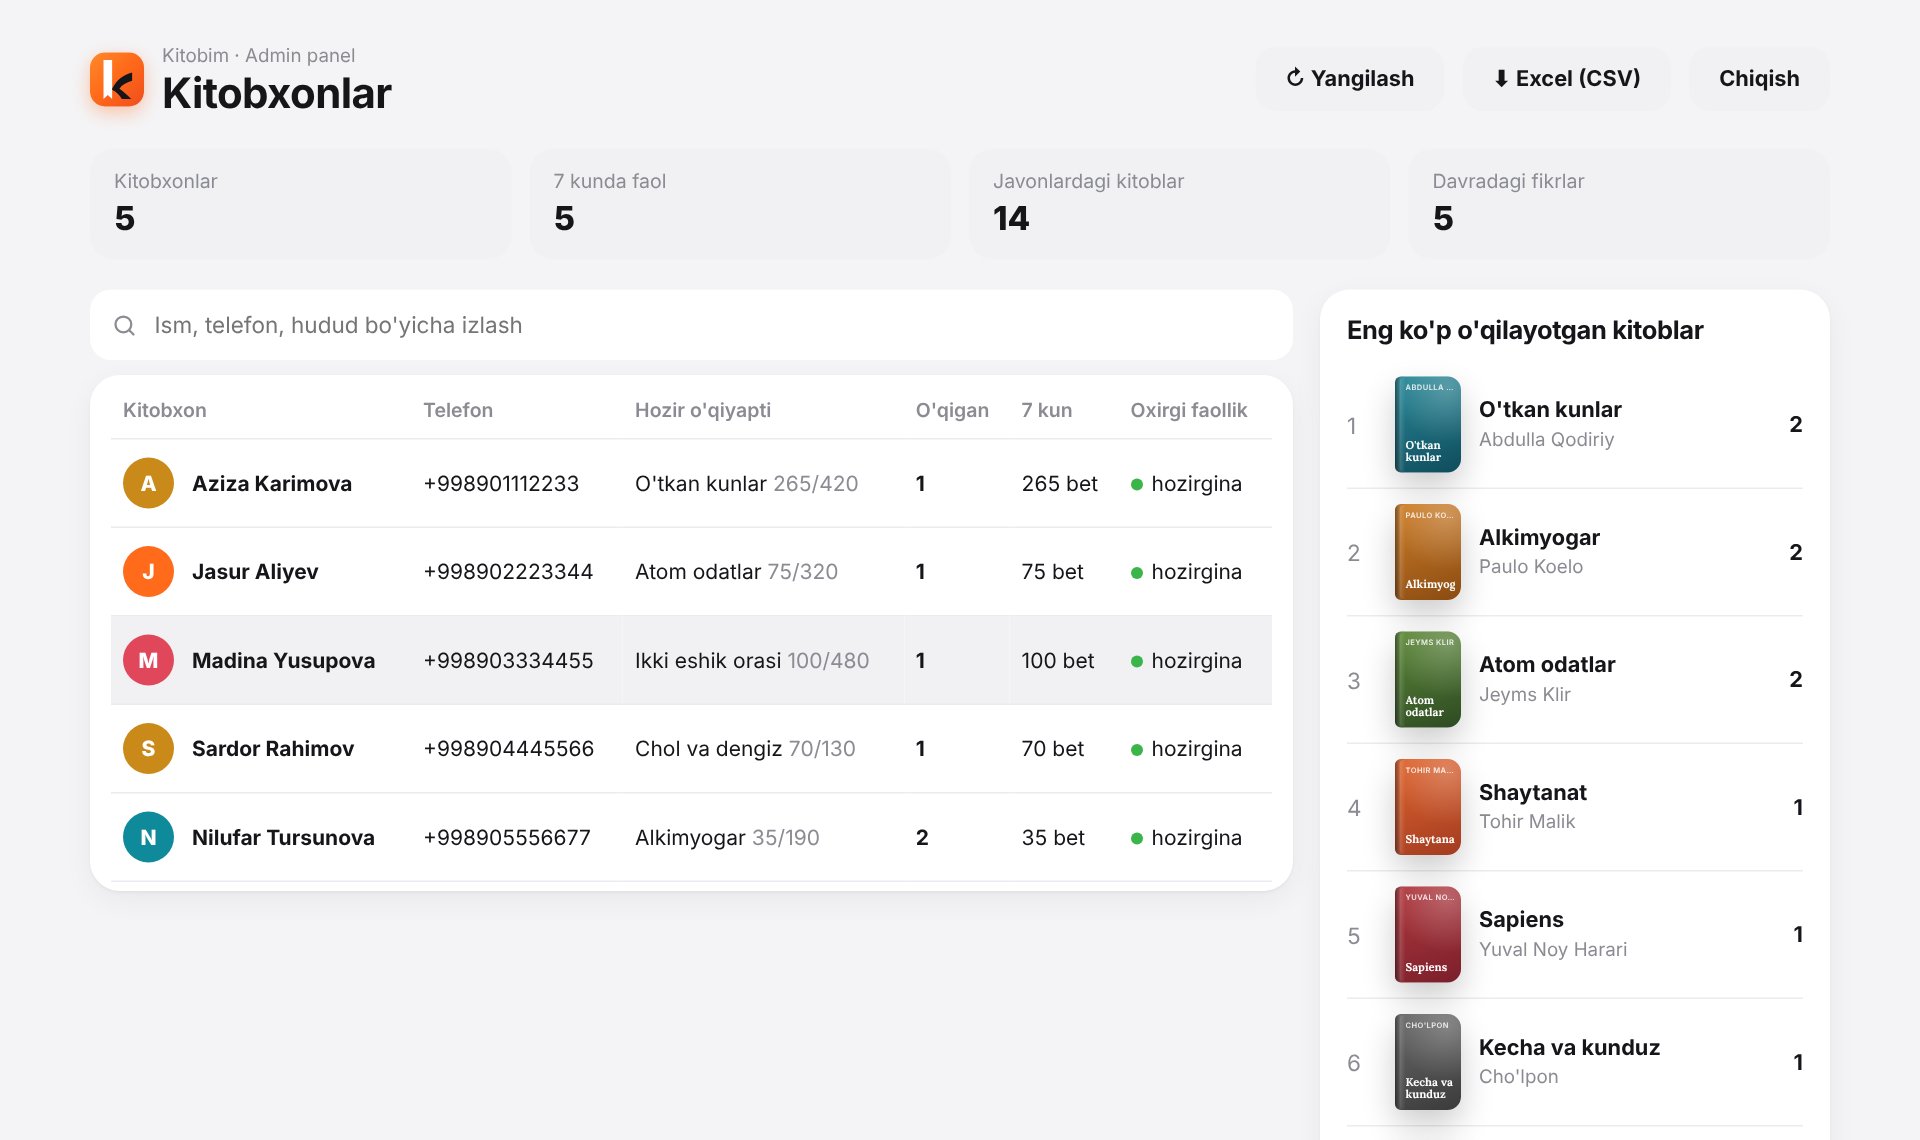 Kitobim · Admin panel
Kitobxonlar
↻ Yangilash
⬇ Excel (CSV)
Chiqish
Kitobxonlar
5
7 kunda faol
5
Javonlardagi kitoblar
14
Davradagi fikrlar
5
Ism, telefon, hudud bo'yicha izlash
Kitobxon Telefon Hozir o'qiyapti O'qigan 7 kun Oxirgi faollik
A Aziza Karimova +998901112233 O'tkan kunlar 265/420 1 265 bet hozirgina
J Jasur Aliyev +998902223344 Atom odatlar 75/320 1 75 bet hozirgina
M Madina Yusupova +998903334455 Ikki eshik orasi 100/480 1 100 bet hozirgina
S Sardor Rahimov +998904445566 Chol va dengiz 70/130 1 70 bet hozirgina
N Nilufar Tursunova +998905556677 Alkimyogar 35/190 2 35 bet hozirgina
Eng ko'p o'qilayotgan kitoblar
1
ABDULLA ...
O'tkan
kunlar
O'tkan kunlar
Abdulla Qodiriy
2
2
PAULO KO...
Alkimyog
Alkimyogar
Paulo Koelo
2
3
JEYMS KLIR
Atom
odatlar
Atom odatlar
Jeyms Klir
2
4
TOHIR MA...
Shaytana
Shaytanat
Tohir Malik
1
5
YUVAL NO...
Sapiens
Sapiens
Yuval Noy Harari
1
6
CHO'LPON
Kecha va
kunduz
Kecha va kunduz
Cho'lpon
1